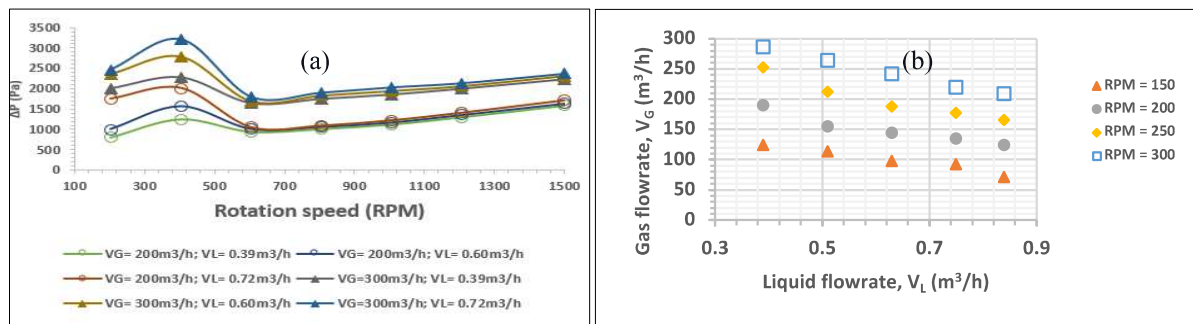 3500
3000
2500
2000
1500
1000
500
0
ΔP (Pa)
(a)
100 300 500 700 900 1100 1300 1500
Rotation speed (RPM)
VG= 200m3/h; VL= 0.39m3/h VG= 200m3/h; VL= 0.60m3/h
VG= 200m3/h; VL= 0.72m3/h VG=300m3/h; VL= 0.39m3/h
VG= 300m3/h; VL= 0.60m3/h VG=300m3/h; VL= 0.72m3/h
300
250
200
150
100
50
0
Gas flowrate, V_G (m³/h)
(b)
0.3 0.5 0.7 0.9
Liquid flowrate, V_L (m³/h)
RPM = 150
RPM = 200
RPM = 250
RPM = 300